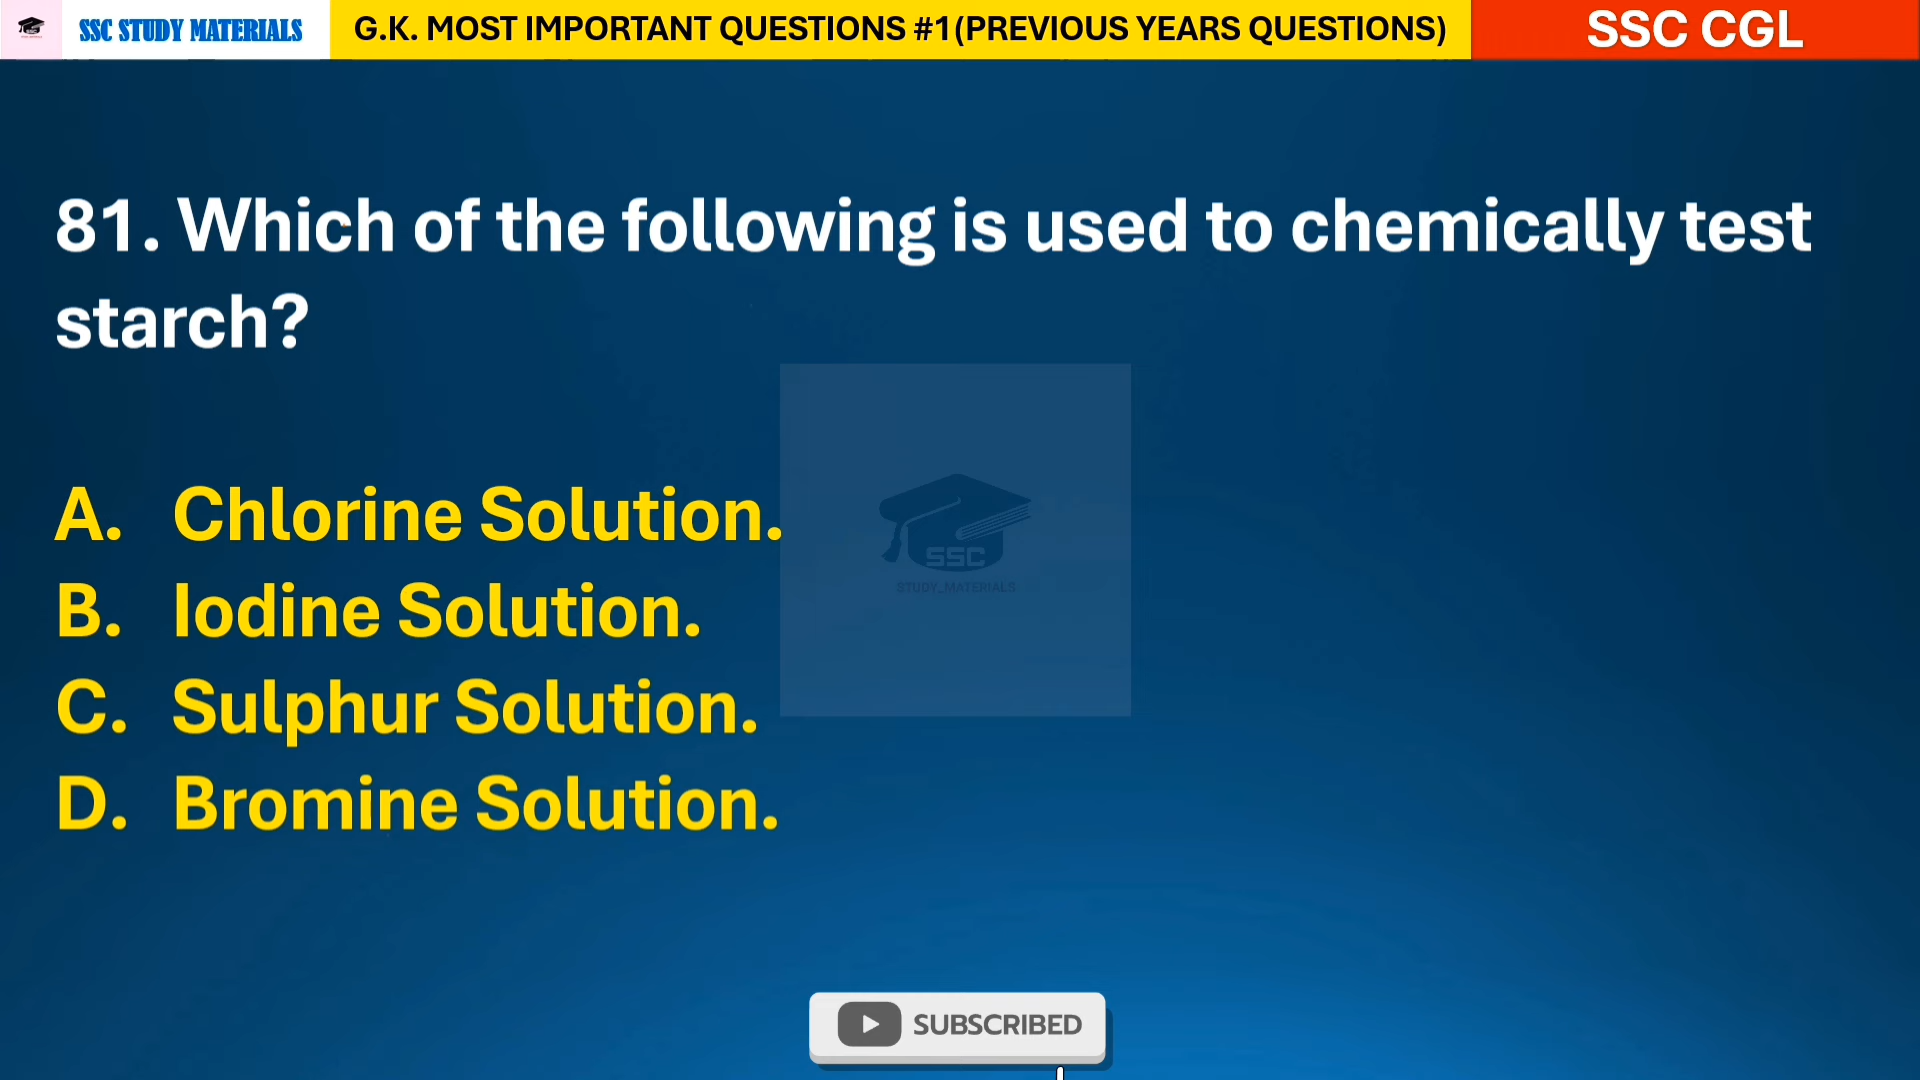 SSC STUDY MATERIALS
G.K. MOST IMPORTANT QUESTIONS #1(PREVIOUS YEARS QUESTIONS)
SSC CGL
81. Which of the following is used to chemically test
starch?
A. Chlorine Solution.
B. Iodine Solution.
C. Sulphur Solution.
D. Bromine Solution.
SSC
STUDY_MATERIALS
SUBSCRIBED